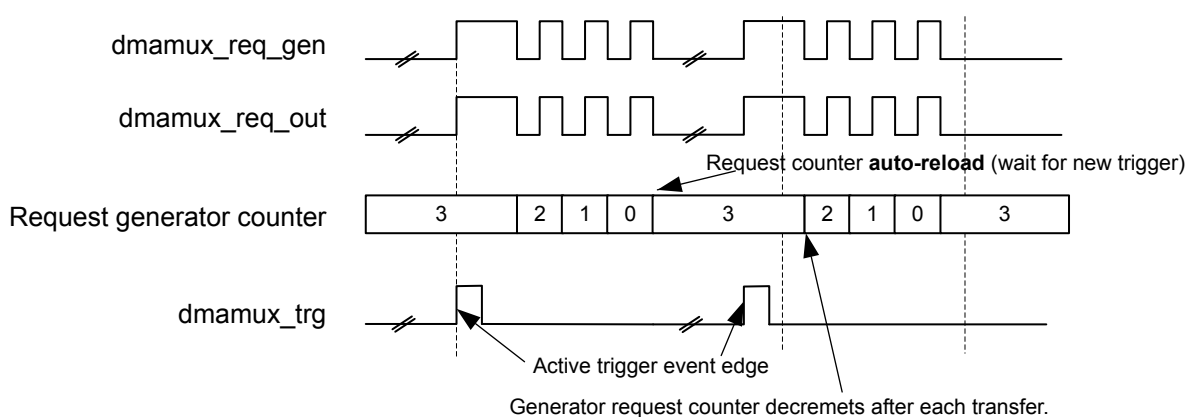 dmamux_req_gen
dmamux_req_out
Request counter auto-reload (wait for new trigger)
Request generator counter
3 2 1 0 3 2 1 0 3
dmamux_trg
Active trigger event edge
Generator request counter decremets after each transfer.